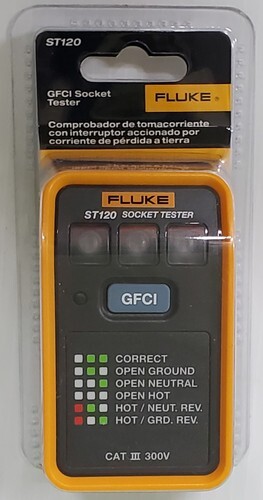 ST120
GFCI Socket
Tester
FLUKE®
Comprobador de tomacorriente
con interruptor accionado por
corriente de pérdida a tierra
FLUKE
ST120 SOCKET TESTER
GFCI
CORRECT
OPEN GROUND
OPEN NEUTRAL
OPEN HOT
HOT / NEUT. REV.
HOT / GRD. REV.
CAT III 300V